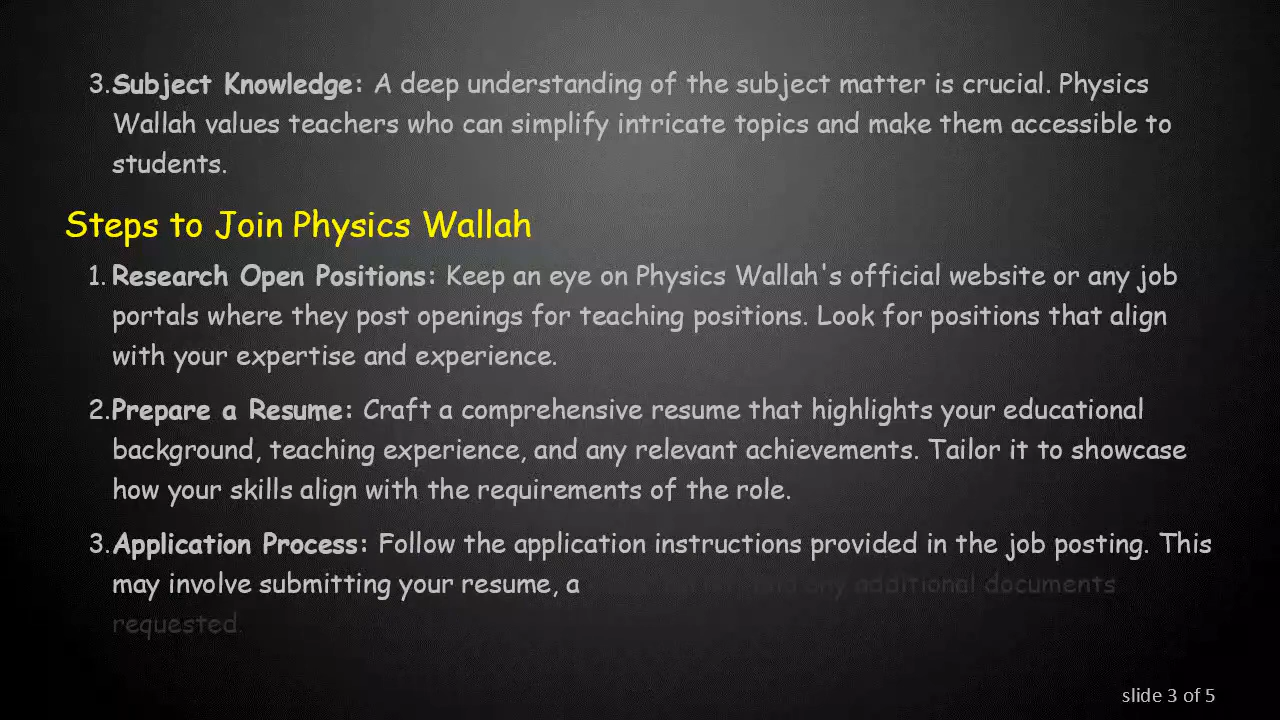 3.Subject Knowledge: A deep understanding of the subject matter is crucial. Physics
Wallah values teachers who can simplify intricate topics and make them accessible to
students.
Steps to Join Physics Wallah
1. Research Open Positions: Keep an eye on Physics Wallah's official website or any job
portals where they post openings for teaching positions. Look for positions that align
with your expertise and experience.
2.Prepare a Resume: Craft a comprehensive resume that highlights your educational
background, teaching experience, and any relevant achievements. Tailor it to showcase
how your skills align with the requirements of the role.
3.Application Process: Follow the application instructions provided in the job posting. This
may involve submitting your resume, a any additional documents
requested.
slide 3 of 5